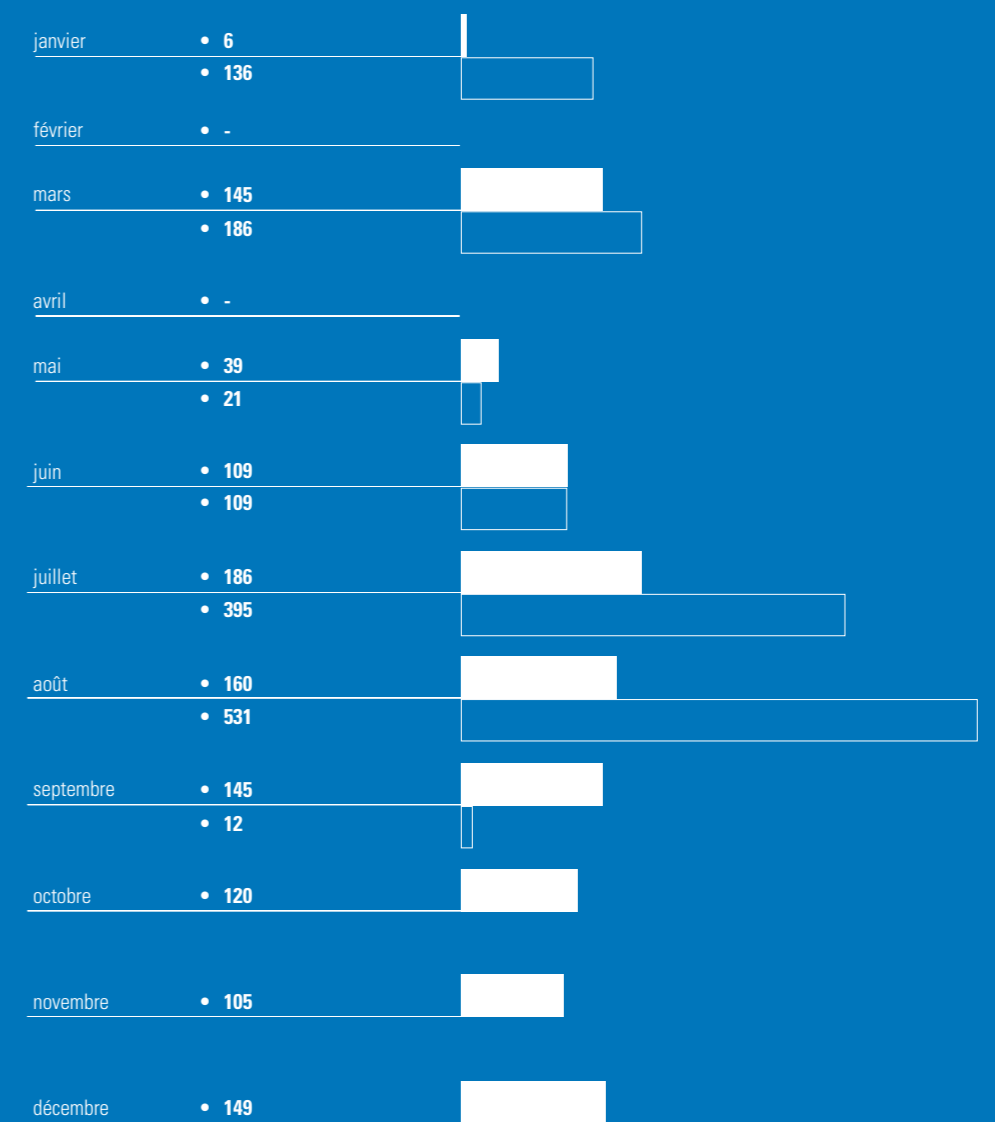 janvier • 6
• 136
février • -
mars • 145
• 186
avril • -
mai • 39
• 21
juin • 109
• 109
juillet • 186
• 395
août • 160
• 531
septembre • 145
• 12
octobre • 120
novembre • 105
décembre • 149